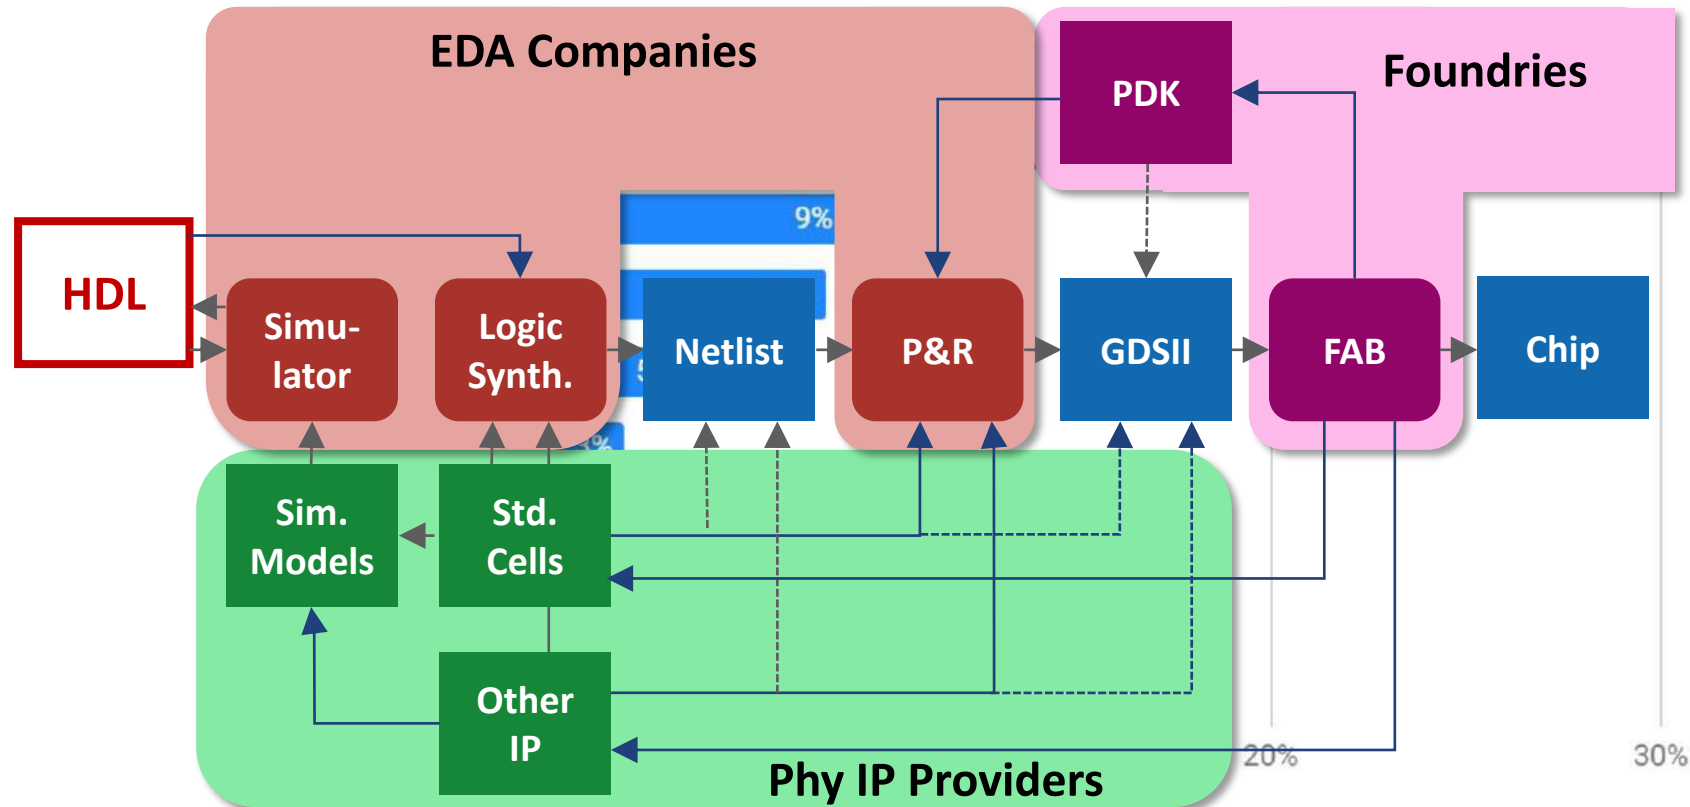 EDA Companies
Foundries
PDK
9%
HDL
Simu-
lator
Logic
Synth.
Netlist
P&R
GDSII
FAB
Chip
Sim.
Models
Std.
Cells
Other
IP
Phy IP Providers
20%
30%